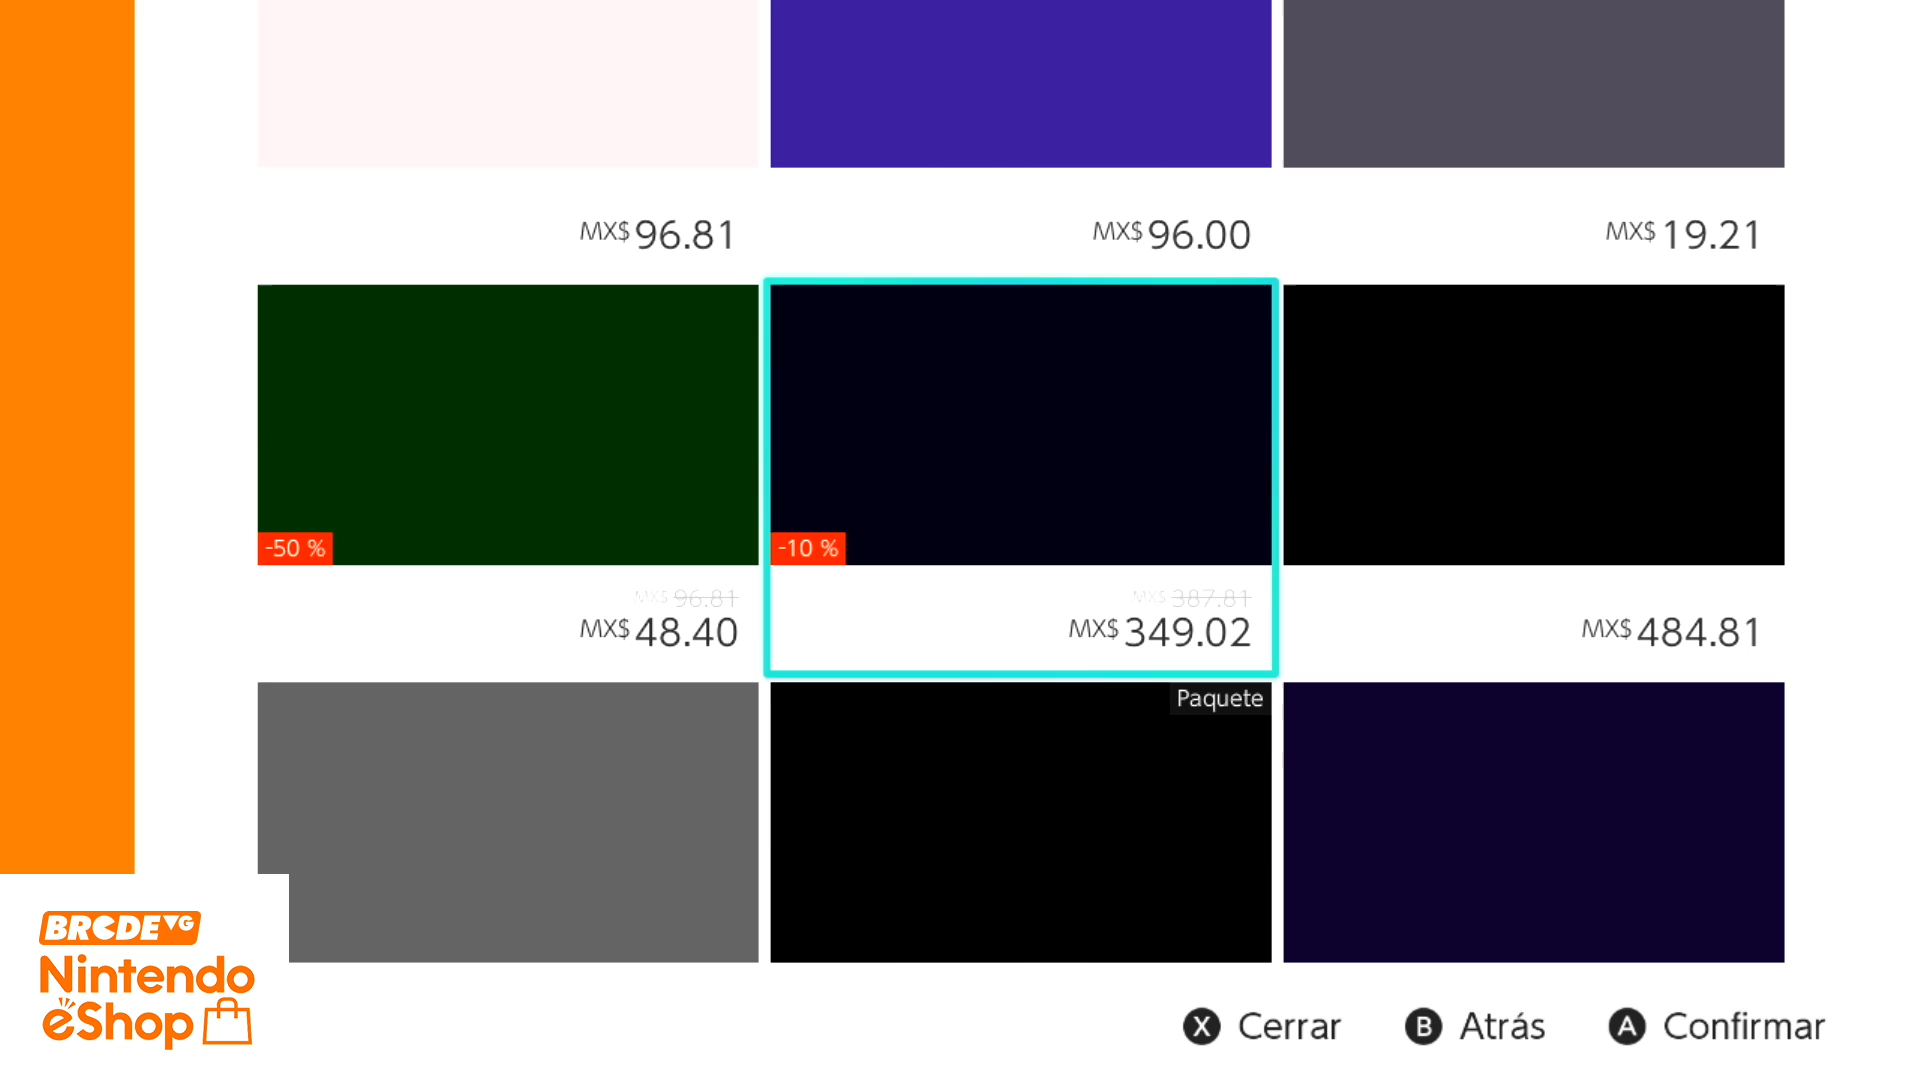 MX$ 96.81
MX$ 96.00
MX$ 19.21
-50 %
-10 %
MX$ 96.81
MX$ 387.81
MX$ 48.40
MX$ 349.02
MX$ 484.81
Paquete
BRCDEVG
Nintendo
eShop
X Cerrar
B Atrás
A Confirmar